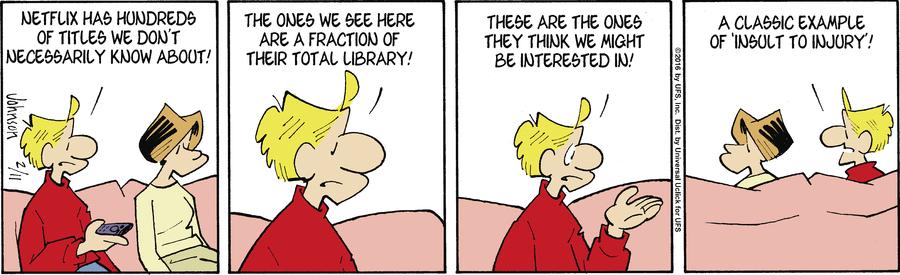 NETFLIX HAS HUNDREDS
OF TITLES WE DON'T
NECESSARILY KNOW ABOUT!
Johnson 2/11
THE ONES WE SEE HERE
ARE A FRACTION OF
THEIR TOTAL LIBRARY!
THESE ARE THE ONES
THEY THINK WE MIGHT
BE INTERESTED IN!
©2016 by UFS, Inc. Dist. by Universal Uclick for UFS
A CLASSIC EXAMPLE
OF 'INSULT TO INJURY'!